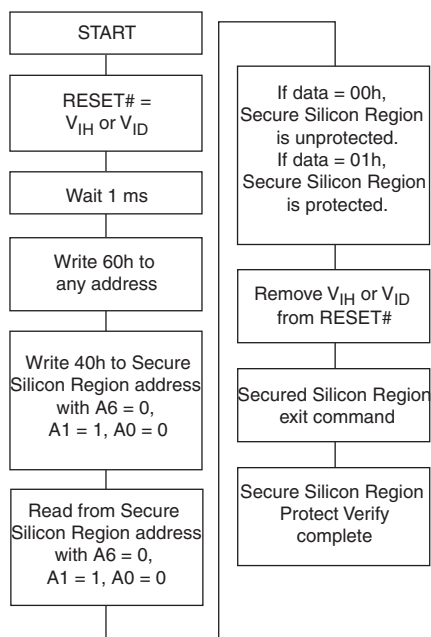 START
RESET# =
VIH or VID
Wait 1 ms
Write 60h to
any address
Write 40h to Secure
Silicon Region address
with A6 = 0,
A1 = 1, A0 = 0
Read from Secure
Silicon Region address
with A6 = 0,
A1 = 1, A0 = 0
If data = 00h,
Secure Silicon Region
is unprotected.
If data = 01h,
Secure Silicon Region
is protected.
Remove VIH or VID
from RESET#
Secured Silicon Region
exit command
Secure Silicon Region
Protect Verify
complete